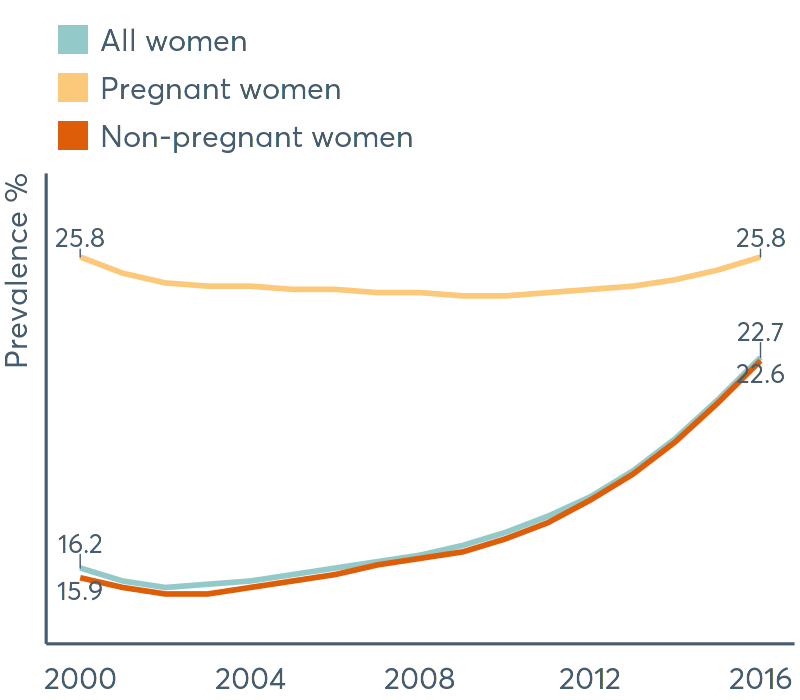 All women
Pregnant women
Non-pregnant women
Prevalence %
25.8
25.8
22.7
22.6
16.2
15.9
2000 2004 2008 2012 2016